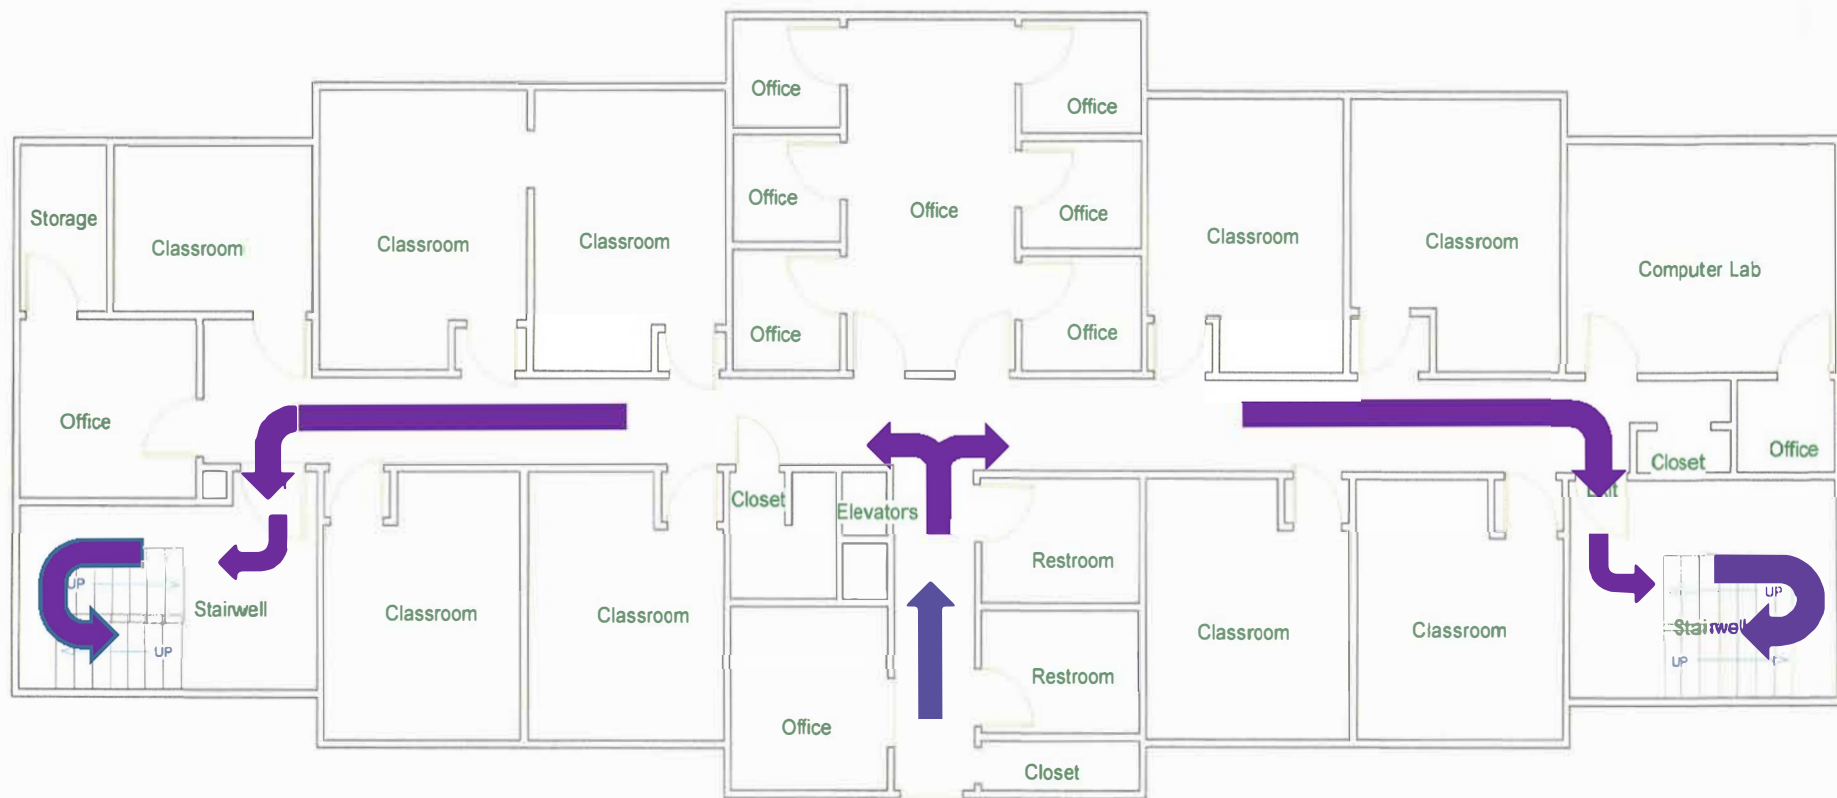 Office
Office
Office
Office
Office
Office
Office
Storage
Classroom
Classroom
Classroom
Classroom
Classroom
Computer Lab
Office
Closet
Office
Closet
Elevators
Exit
UP
Stairwell
UP
Classroom
Classroom
Office
Restroom
Restroom
Closet
Classroom
Classroom
UP
Stairwell
UP